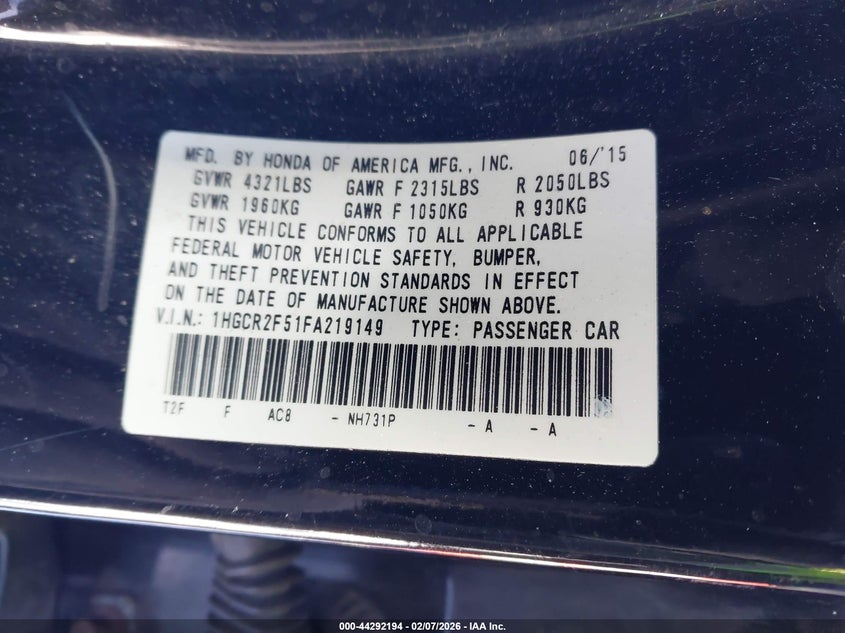 MFD. BY HONDA OF AMERICA MFG., INC. 06/'15
GVWR 4321LBS GAWR F 2315LBS R 2050LBS
GVWR 1960KG GAWR F 1050KG R 930KG
THIS VEHICLE CONFORMS TO ALL APPLICABLE
FEDERAL MOTOR VEHICLE SAFETY, BUMPER,
AND THEFT PREVENTION STANDARDS IN EFFECT
ON THE DATE OF MANUFACTURE SHOWN ABOVE.
V.I.N.: 1HGCR2F51FA219149 TYPE: PASSENGER CAR
T2F F AC8 - NH731P - A - A
000-44292194 - 02/07/2026 - IAA Inc.